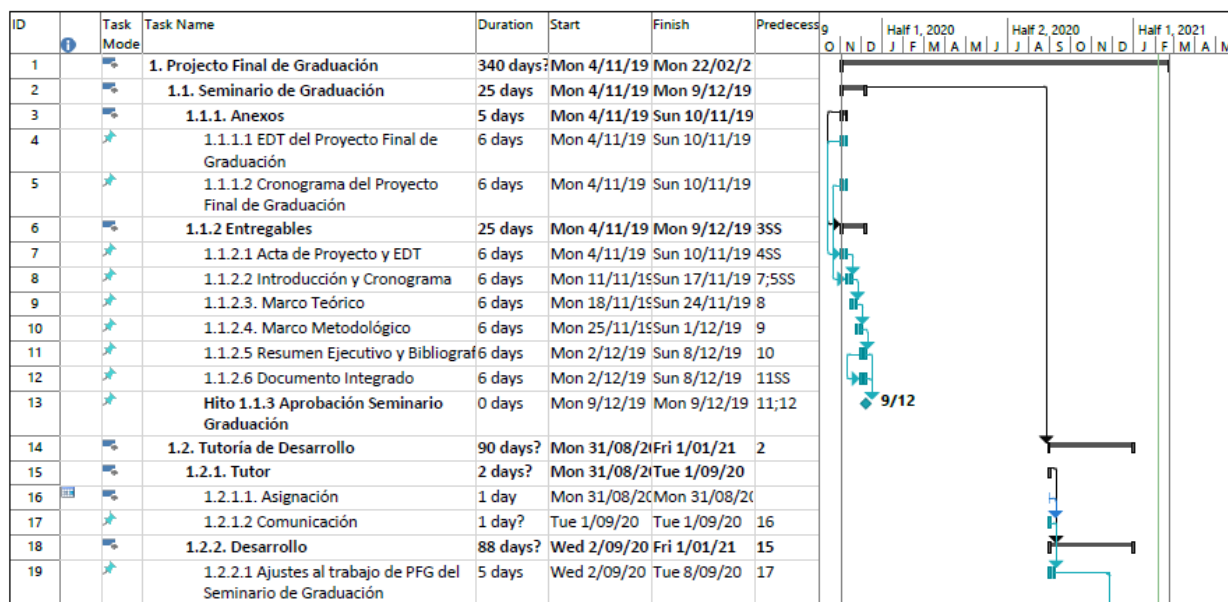 ID Task Mode Task Name Duration Start Finish Predecess
9 Half 1, 2020 Half 2, 2020 Half 1, 2021
O N D J F M A M J J A S O N D J F M A M
1 1. Projecto Final de Graduación 340 days? Mon 4/11/19 Mon 22/02/2
2 1.1. Seminario de Graduación 25 days Mon 4/11/19 Mon 9/12/19
3 1.1.1. Anexos 5 days Mon 4/11/19 Sun 10/11/19
4 1.1.1.1 EDT del Proyecto Final de Graduación 6 days Mon 4/11/19 Sun 10/11/19
5 1.1.1.2 Cronograma del Proyecto Final de Graduación 6 days Mon 4/11/19 Sun 10/11/19
6 1.1.2 Entregables 25 days Mon 4/11/19 Mon 9/12/19 3SS
7 1.1.2.1 Acta de Proyecto y EDT 6 days Mon 4/11/19 Sun 10/11/19 4SS
8 1.1.2.2 Introducción y Cronograma 6 days Mon 11/11/19 Sun 17/11/19 7;5SS
9 1.1.2.3. Marco Teórico 6 days Mon 18/11/19 Sun 24/11/19 8
10 1.1.2.4. Marco Metodológico 6 days Mon 25/11/19 Sun 1/12/19 9
11 1.1.2.5 Resumen Ejecutivo y Bibliograf 6 days Mon 2/12/19 Sun 8/12/19 10
12 1.1.2.6 Documento Integrado 6 days Mon 2/12/19 Sun 8/12/19 11SS
13 Hito 1.1.3 Aprobación Seminario Graduación 0 days Mon 9/12/19 Mon 9/12/19 11;12 9/12
14 1.2. Tutoría de Desarrollo 90 days? Mon 31/08/2( Fri 1/01/21 2
15 1.2.1. Tutor 2 days? Mon 31/08/2( Tue 1/09/20
16 1.2.1.1. Asignación 1 day Mon 31/08/2( Mon 31/08/2(
17 1.2.1.2 Comunicación 1 day? Tue 1/09/20 Tue 1/09/20 16
18 1.2.2. Desarrollo 88 days? Wed 2/09/20 Fri 1/01/21 15
19 1.2.2.1 Ajustes al trabajo de PFG del Seminario de Graduación 5 days Wed 2/09/20 Tue 8/09/20 17